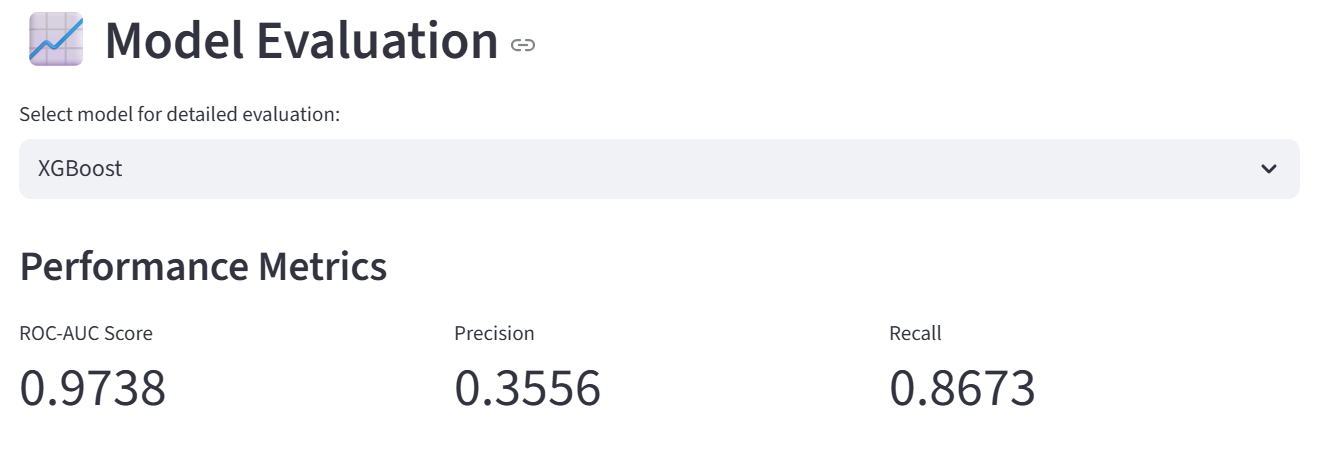 Model Evaluation
Select model for detailed evaluation:
XGBoost
Performance Metrics
ROC-AUC Score Precision Recall
0.9738 0.3556 0.8673